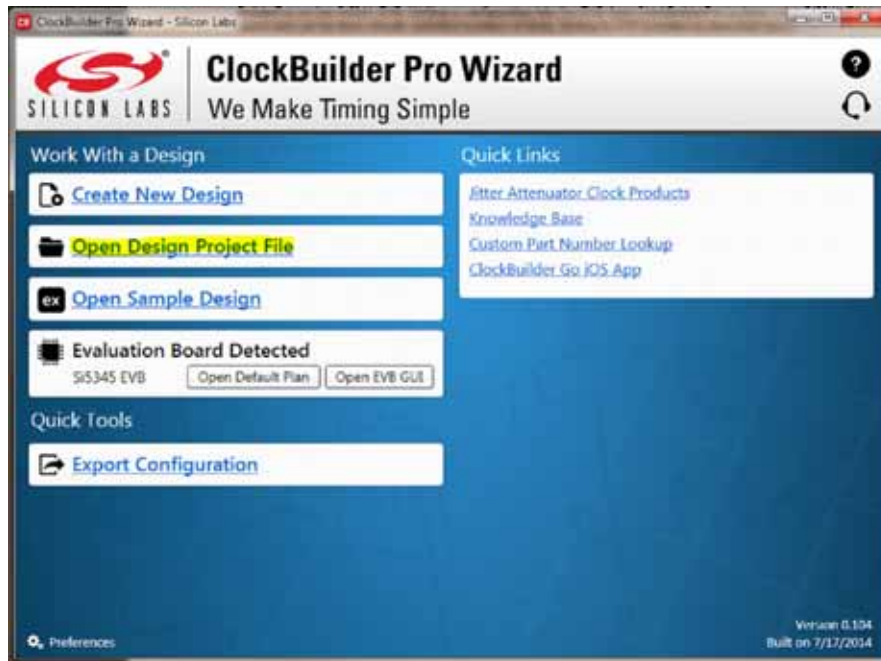 ClockBuilder Pro Wizard - Silicon Labs
SILICON LABS
ClockBuilder Pro Wizard
We Make Timing Simple
?
Work With a Design
Create New Design
Open Design Project File
ex Open Sample Design
Evaluation Board Detected
Si5345 EVB Open Default Plan Open EVB GUI
Quick Tools
Export Configuration
Quick Links
Jitter Attenuator Clock Products
Knowledge Base
Custom Part Number Lookup
ClockBuilder Go iOS App
Preferences
Version 0.104
Built on 7/17/2014